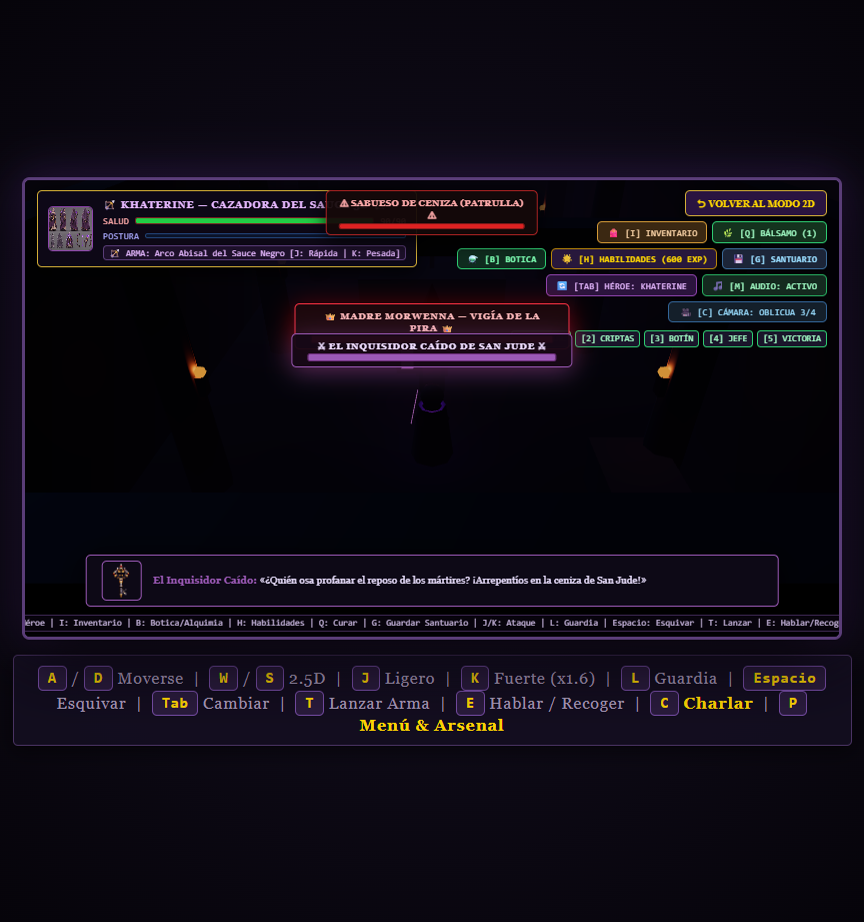 KHATERINE — CAZADORA DEL
SALUD
POSTURA
ARMA: Arco Abisal del Sauce Negro [J: Rápida | K: Pesada]
⚠ SABUESO DE CENIZA (PATRULLA)
⚠
⮌ VOLVER AL MODO 2D
[I] INVENTARIO
[Q] BÁLSAMO (1)
[B] BOTICA
[H] HABILIDADES (600 EXP)
[G] SANTUARIO
[TAB] HÉROE: KHATERINE
[M] AUDIO: ACTIVO
[C] CÁMARA: OBLICUA 3/4
[2] CRIPTAS
[3] BOTÍN
[4] JEFE
[5] VICTORIA
MADRE MORWENNA — VIGÍA DE LA
PIRA
⚔ EL INQUISIDOR CAÍDO DE SAN JUDE ⚔
El Inquisidor Caído: «¿Quién osa profanar el reposo de los mártires? ¡Arrepentíos en la ceniza de San Jude!»
| I: Inventario | B: Botica/Alquimia | H: Habilidades | Q: Curar | G: Guardar Santuario | J/K: Ataque | L: Guardia | Espacio: Esquivar | T: Lanzar | E: Hablar/Recog
A / D Moverse | W / S 2.5D | J Ligero | K Fuerte (x1.6) | L Guardia | Espacio
Esquivar | Tab Cambiar | T Lanzar Arma | E Hablar / Recoger | C Charlar | P
Menú & Arsenal